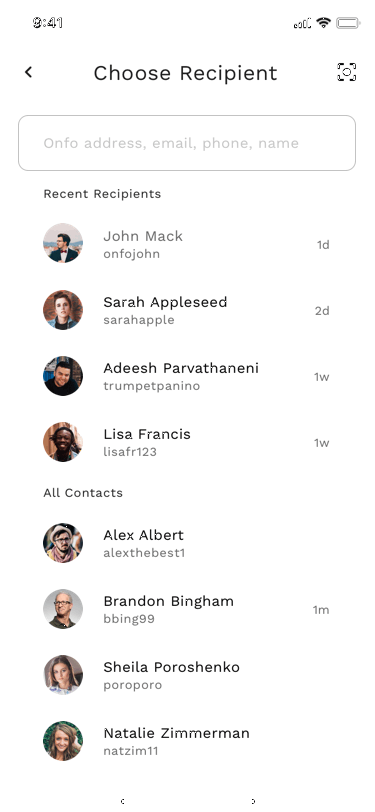 9:41
Choose Recipient
Onfo address, email, phone, name
Recent Recipients
John Mack
onfojohn
1d
Sarah Appleseed
sarahapple
2d
Adeesh Parvathaneni
trumpetpanino
1w
Lisa Francis
lisafr123
1w
All Contacts
Alex Albert
alexthebest1
Brandon Bingham
bbing99
1m
Sheila Poroshenko
poroporo
Natalie Zimmerman
natzim11